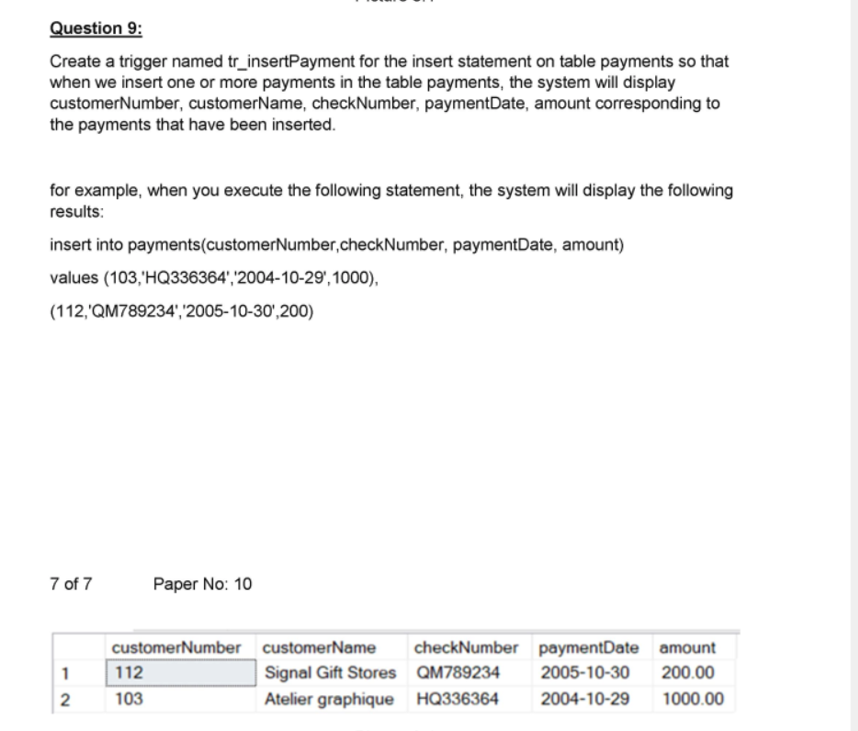 Question 9:
Create a trigger named tr_insertPayment for the insert statement on table payments so that
when we insert one or more payments in the table payments, the system will display
customerNumber, customerName, checkNumber, paymentDate, amount corresponding to
the payments that have been inserted.
for example, when you execute the following statement, the system will display the following
results:
insert into payments(customerNumber,checkNumber, paymentDate, amount)
values (103,'HQ336364','2004-10-29',1000),
(112,'QM789234','2005-10-30',200)
7 of 7 Paper No: 10
customerNumber customerName checkNumber paymentDate amount
1 112 Signal Gift Stores QM789234 2005-10-30 200.00
2 103 Atelier graphique HQ336364 2004-10-29 1000.00